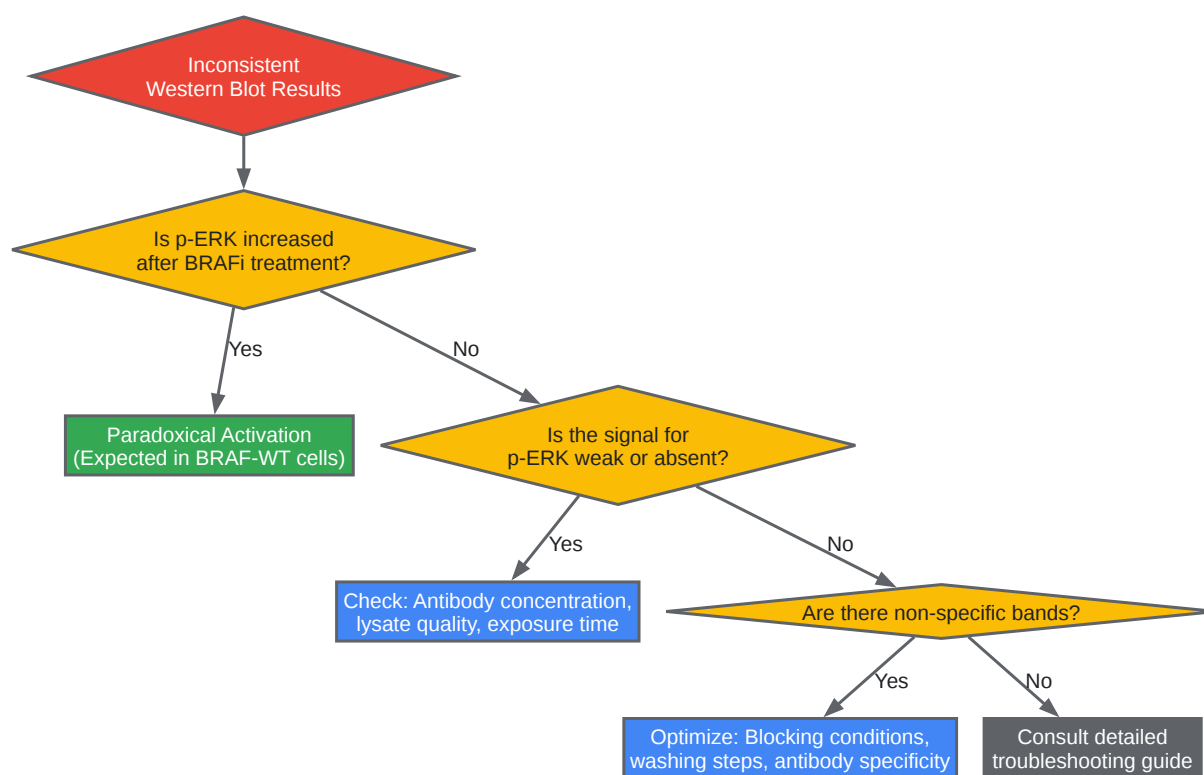 Inconsistent
Western Blot Results
Is p-ERK increased
after BRAFi treatment?
Yes
No
Paradoxical Activation
(Expected in BRAF-WT cells)
Is the signal for
p-ERK weak or absent?
Yes
No
Check: Antibody concentration,
lysate quality, exposure time
Are there non-specific bands?
Yes
No
Optimize: Blocking conditions,
washing steps, antibody specificity
Consult detailed
troubleshooting guide